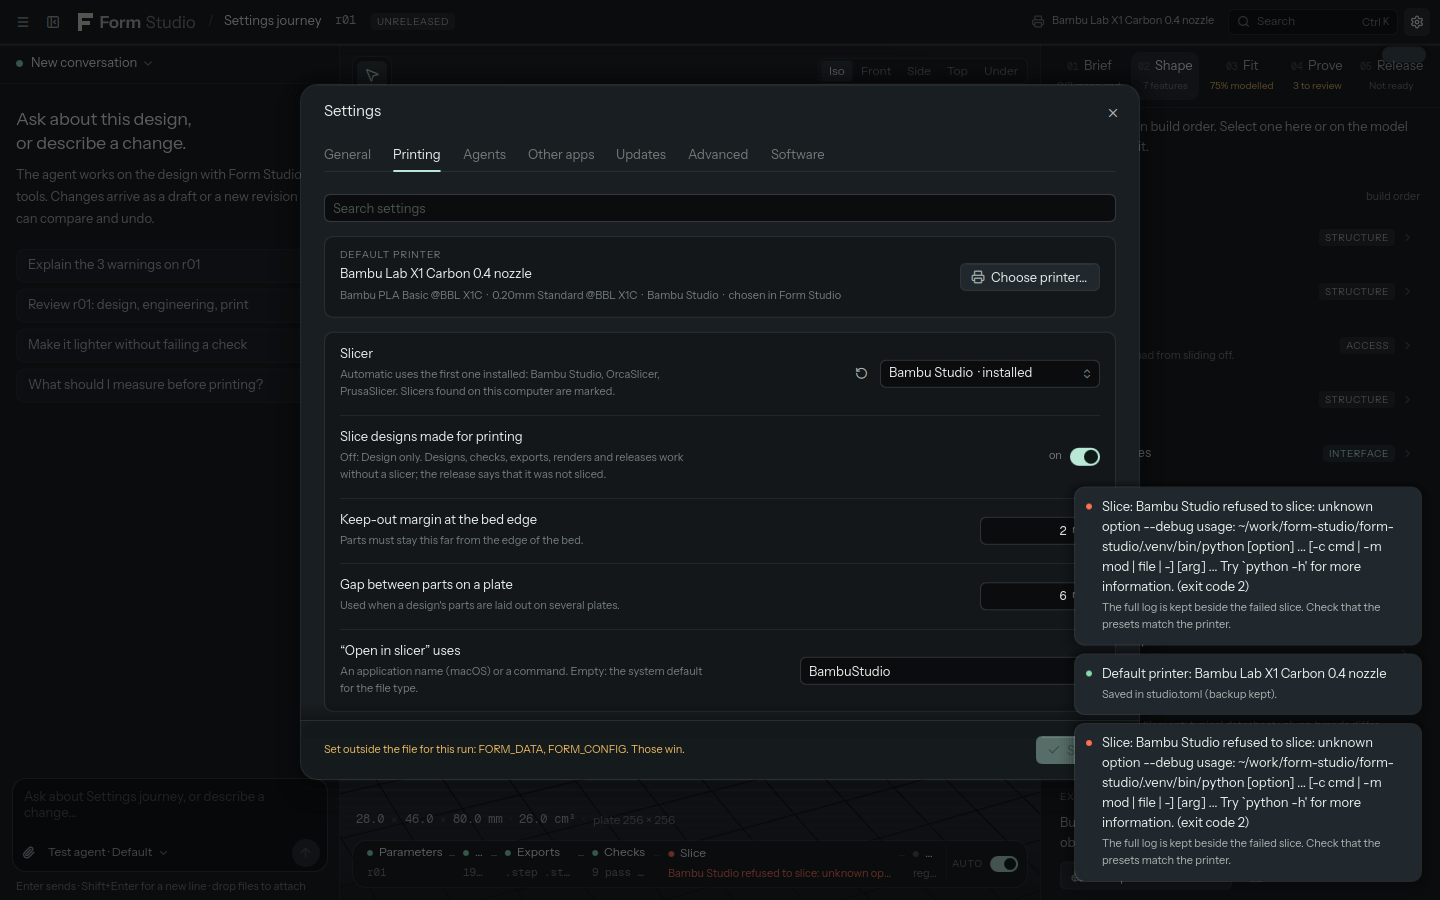 Form Studio / Settings journey r01 UNRELEASED
Bambu Lab X1 Carbon 0.4 nozzle
Search Ctrl K
New conversation
Ask about this design,
or describe a change.
The agent works on the design with Form Studio
tools. Changes arrive as a draft or a new revision
can compare and undo.
Explain the 3 warnings on r01
Review r01: design, engineering, print
Make it lighter without failing a check
What should I measure before printing?
Iso Front Side Top Under
01 Brief 02 Shape 03 Fit 04 Prove 05 Release
7 features 75% modelled 3 to review Not ready
n build order. Select one here or on the model
it.
build order
STRUCTURE
STRUCTURE
ACCESS
ad from sliding off.
STRUCTURE
es INTERFACE
Settings
General Printing Agents Other apps Updates Advanced Software
Search settings
DEFAULT PRINTER
Bambu Lab X1 Carbon 0.4 nozzle
Bambu PLA Basic @BBL X1C · 0.20mm Standard @BBL X1C · Bambu Studio · chosen in Form Studio
Choose printer...
Slicer
Automatic uses the first one installed: Bambu Studio, OrcaSlicer,
PrusaSlicer. Slicers found on this computer are marked.
Bambu Studio · installed
Slice designs made for printing
Off: Design only. Designs, checks, exports, renders and releases work
without a slicer; the release says that it was not sliced.
on
Keep-out margin at the bed edge
Parts must stay this far from the edge of the bed.
2
Gap between parts on a plate
Used when a design's parts are laid out on several plates.
6
“Open in slicer” uses
An application name (macOS) or a command. Empty: the system default
for the file type.
BambuStudio
Set outside the file for this run: FORM_DATA, FORM_CONFIG. Those win.
Slice: Bambu Studio refused to slice: unknown
option --debug usage: ~/work/form-studio/form-
studio/.venv/bin/python [option] ... [-c cmd | -m
mod | file | -] [arg] ... Try `python -h' for more
information. (exit code 2)
The full log is kept beside the failed slice. Check that the
presets match the printer.
Default printer: Bambu Lab X1 Carbon 0.4 nozzle
Saved in studio.toml (backup kept).
Slice: Bambu Studio refused to slice: unknown
option --debug usage: ~/work/form-studio/form-
studio/.venv/bin/python [option] ... [-c cmd | -m
mod | file | -] [arg] ... Try `python -h' for more
information. (exit code 2)
The full log is kept beside the failed slice. Check that the
presets match the printer.
Ask about Settings journey, or describe a
change...
Test agent · Default
Enter sends · Shift+Enter for a new line · drop files to attach
28.0 × 46.0 × 80.0 mm · 26.0 cm³ · plate 256 × 256
Parameters ... ... ... Exports ... Checks ... Slice ... ...
r01 19... .step .st... 9 pass ... Bambu Studio refused to slice: unknown op... reg...
AUTO